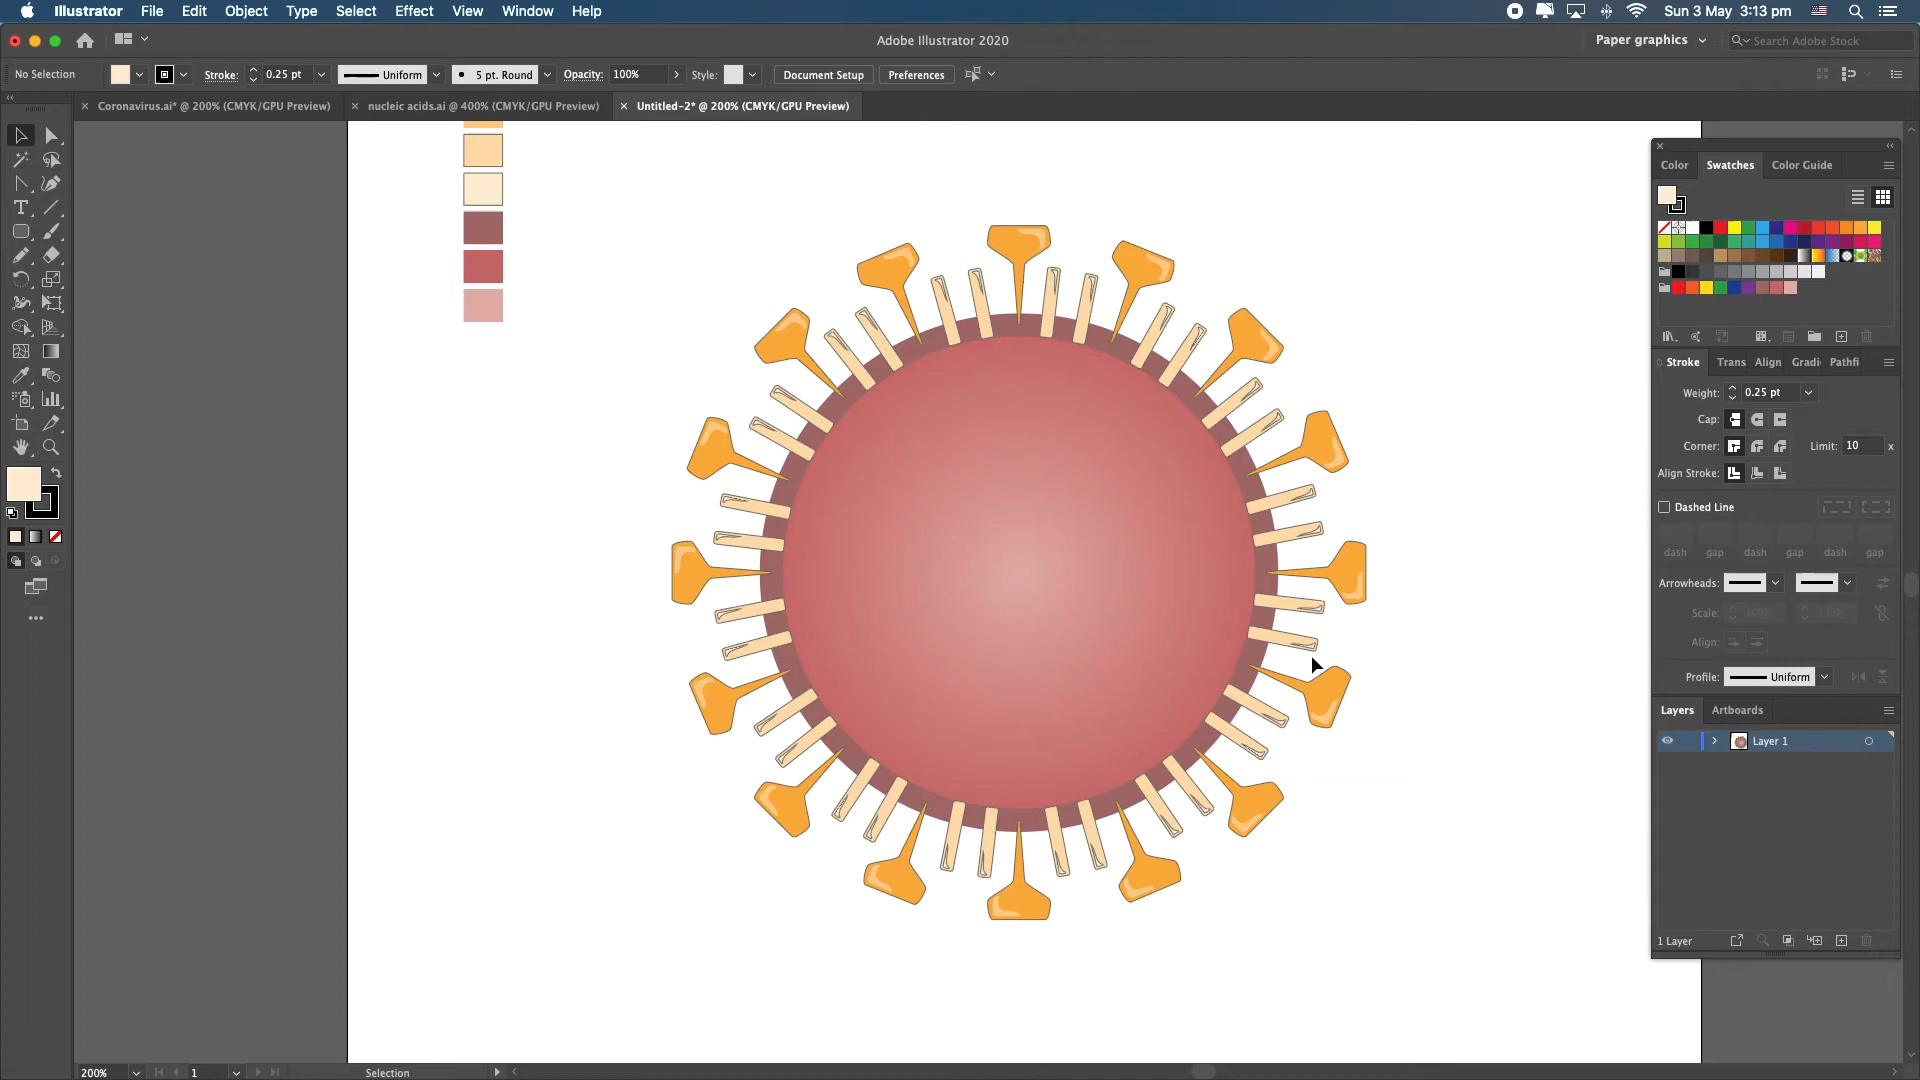 Illustrator File Edit Object Type Select Effect View Window Help
Sun 3 May 3:13 pm
Adobe Illustrator 2020
Paper graphics
Search Adobe Stock
No Selection
Stroke: 0.25 pt
Uniform
5 pt. Round
Opacity: 100%
Style:
Document Setup
Preferences
Coronavirus.ai* @ 200% (CMYK/GPU Preview)
nucleic acids.ai @ 400% (CMYK/GPU Preview)
Untitled-2* @ 200% (CMYK/GPU Preview)
Color Swatches Color Guide
Stroke Trans Align Gradi Pathfi
Weight: 0.25 pt
Cap:
Corner: Limit: 10 x
Align Stroke:
Dashed Line
dash gap dash gap dash gap
Arrowheads:
Scale: 100% 100%
Align:
Profile: Uniform
Layers Artboards
Layer 1
1 Layer
200% 1 Selection